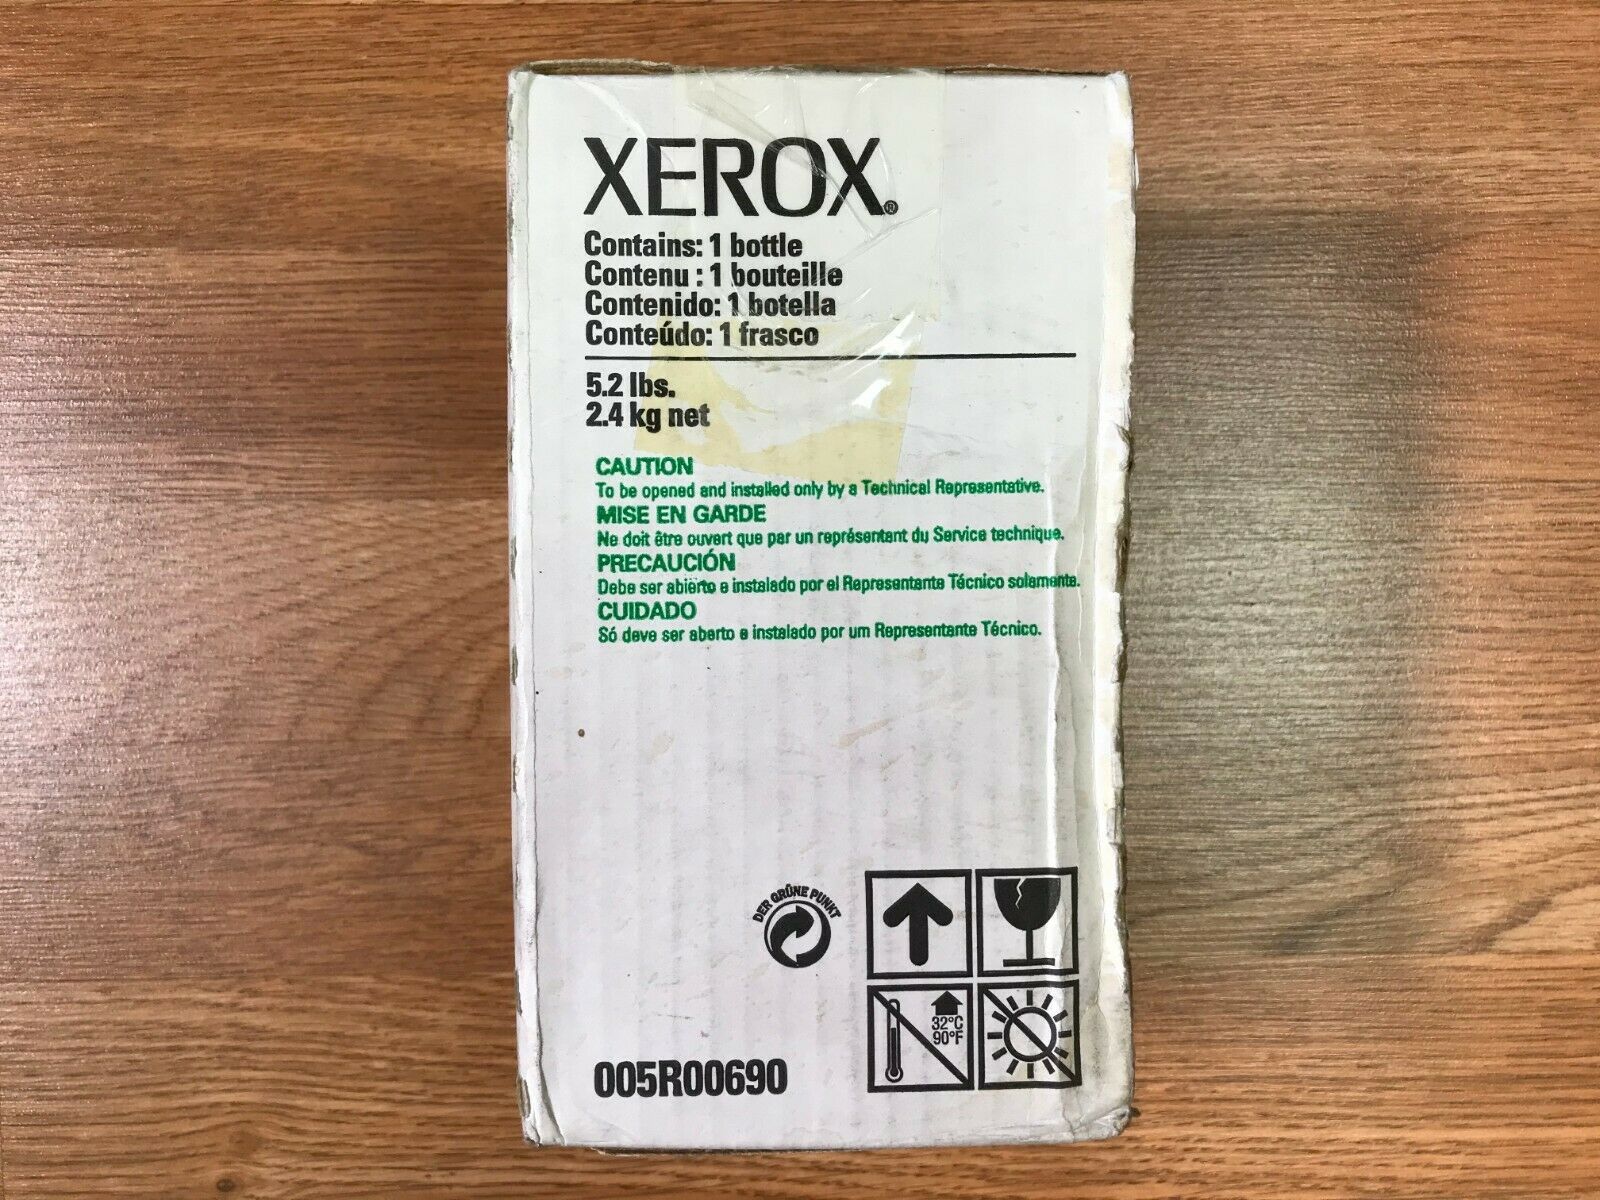 XEROX®
Contains: 1 bottle
Contenu : 1 bouteille
Contenido: 1 botella
Conteúdo: 1 frasco
5.2 lbs.
2.4 kg net
CAUTION
To be opened and installed only by a Technical Representative.
MISE EN GARDE
Ne doit être ouvert que par un représentant du Service technique.
PRECAUCIÓN
Debe ser abierto e instalado por el Representante Técnico solamente.
CUIDADO
Só deve ser aberto e instalado por um Representante Técnico.
DER GRÜNE PUNKT
32°C
90°F
005R00690